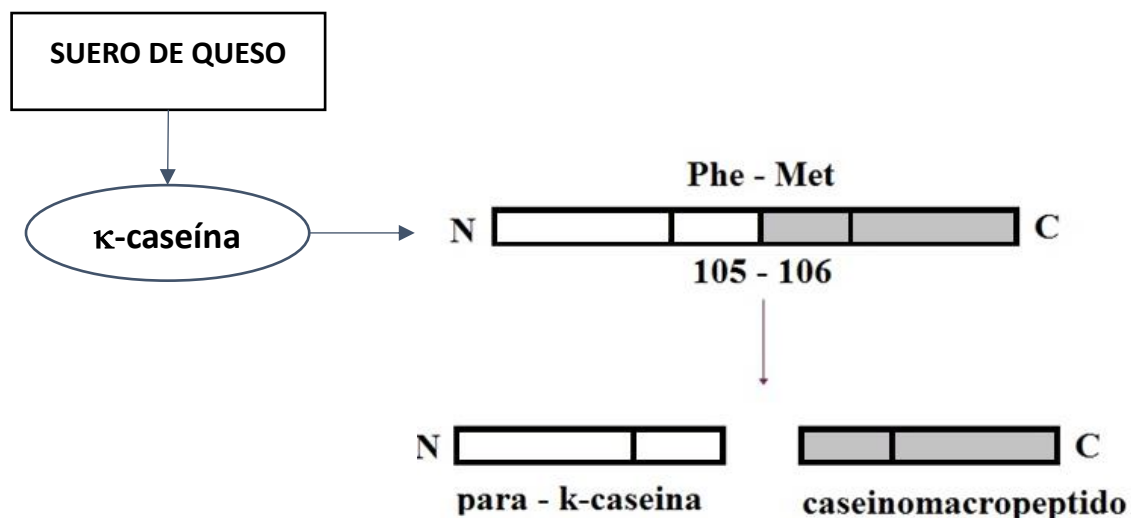 SUERO DE QUESO
κ-caseína
Phe - Met
N
C
105 - 106
N
C
para - k-caseina
caseinomacropeptido